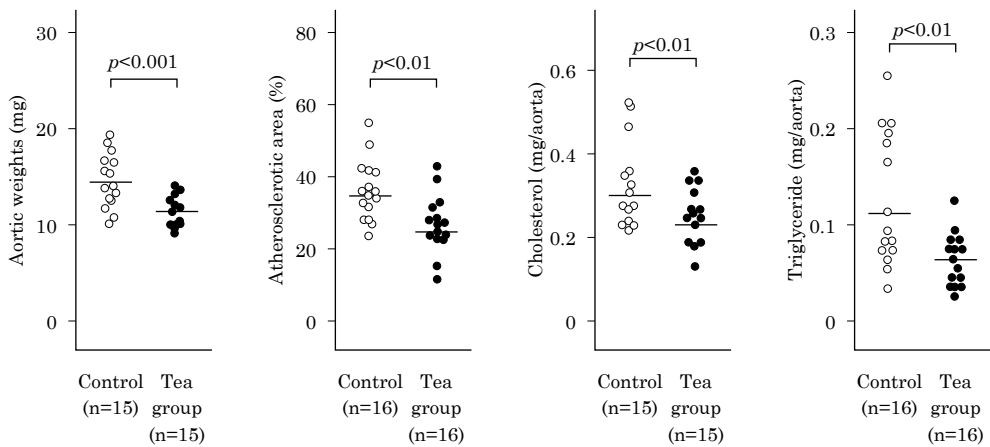 Aortic weights (mg)
30
20
10
0
p<0.001
Control
(n=15)
Tea
group
(n=15)
Atherosclerotic area (%)
80
60
40
20
0
p<0.01
Control
(n=16)
Tea
group
(n=16)
Cholesterol (mg/aorta)
0.6
0.4
0.2
0
p<0.01
Control
(n=15)
Tea
group
(n=15)
Triglyceride (mg/aorta)
0.3
0.2
0.1
0
p<0.01
Control
(n=16)
Tea
group
(n=16)